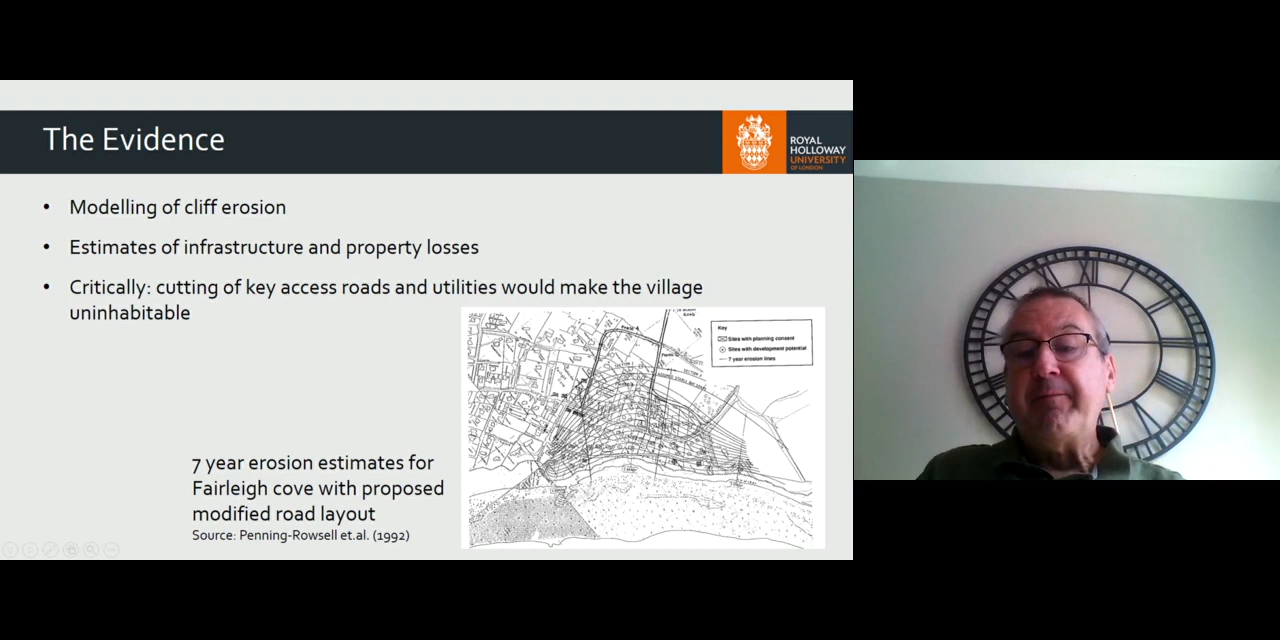 The Evidence
ROYAL
HOLLOWAY
UNIVERSITY
OF LONDON
• Modelling of cliff erosion
• Estimates of infrastructure and property losses
• Critically: cutting of key access roads and utilities would make the village
uninhabitable
Key
Sites with planning consent
Sites with development potential
7 year erosion lines
7 year erosion estimates for
Fairleigh cove with proposed
modified road layout
Source: Penning-Rowsell et.al. (1992)